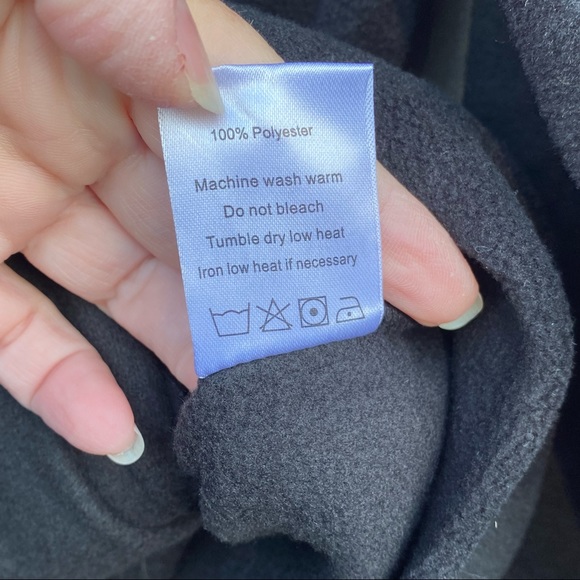 100% Polyester
Machine wash warm
Do not bleach
Tumble dry low heat
Iron low heat if necessary